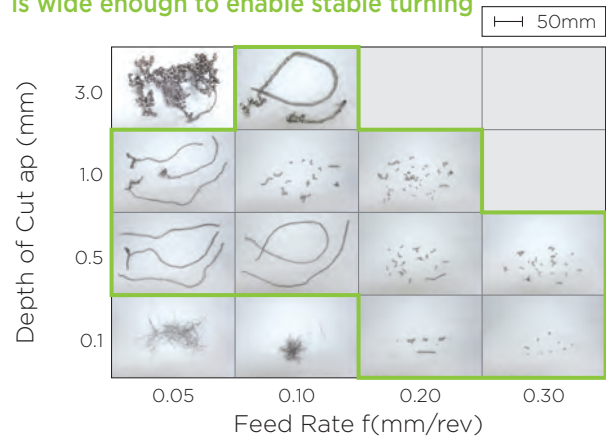 is wide enough to enable stable turning
50mm
Depth of Cut ap (mm)
3.0
1.0
0.5
0.1
0.05 0.10 0.20 0.30
Feed Rate f(mm/rev)